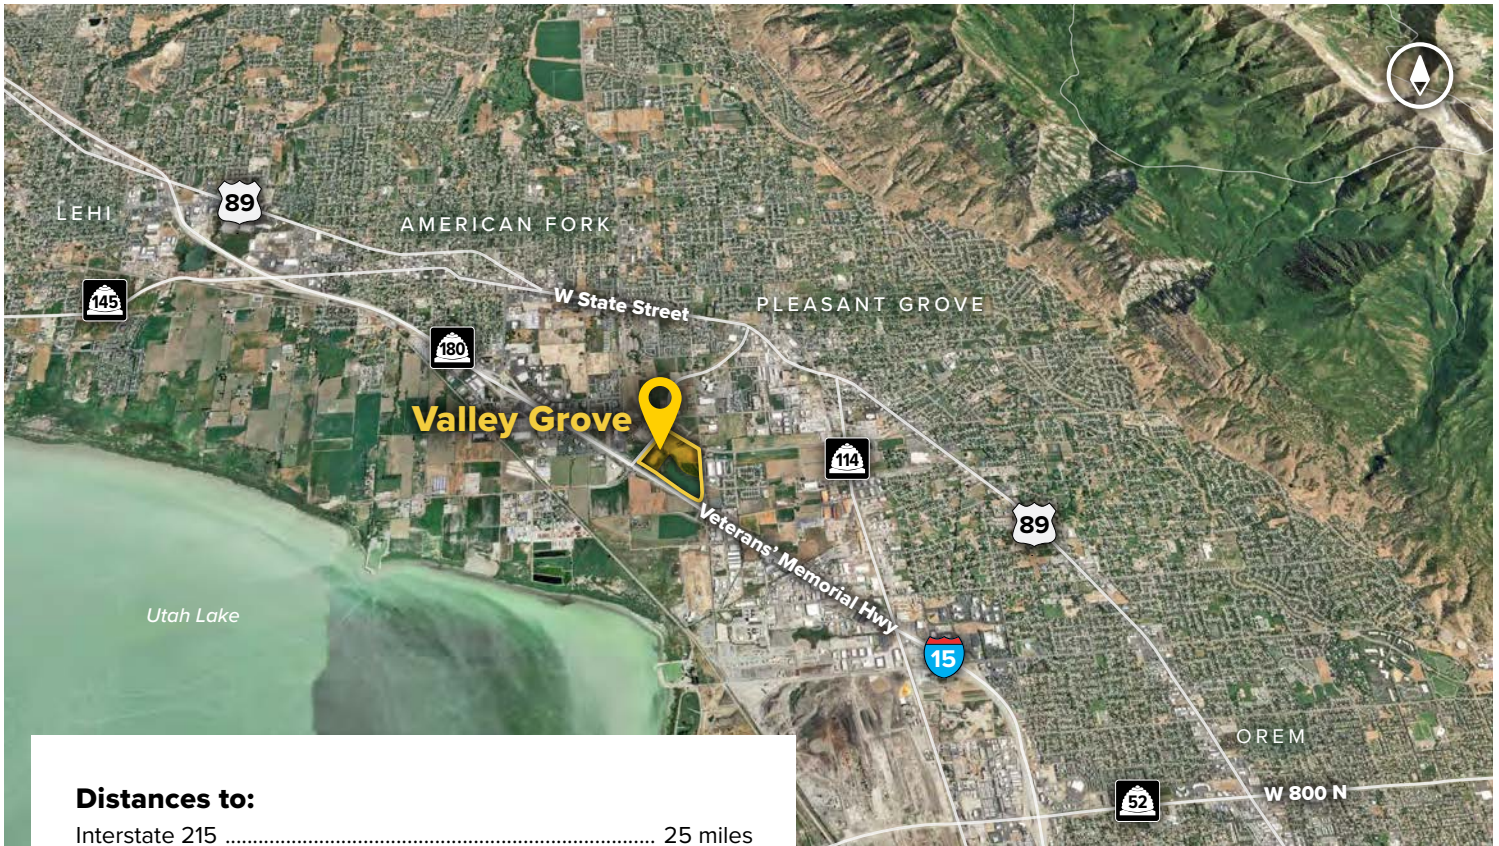 89
LEHI
AMERICAN FORK
145
W State Street
PLEASANT GROVE
180
Valley Grove
114
89
Veterans’ Memorial Hwy
Utah Lake
15
OREM
52
W 800 N
Distances to:
Interstate 215 .............................................................................. 25 miles